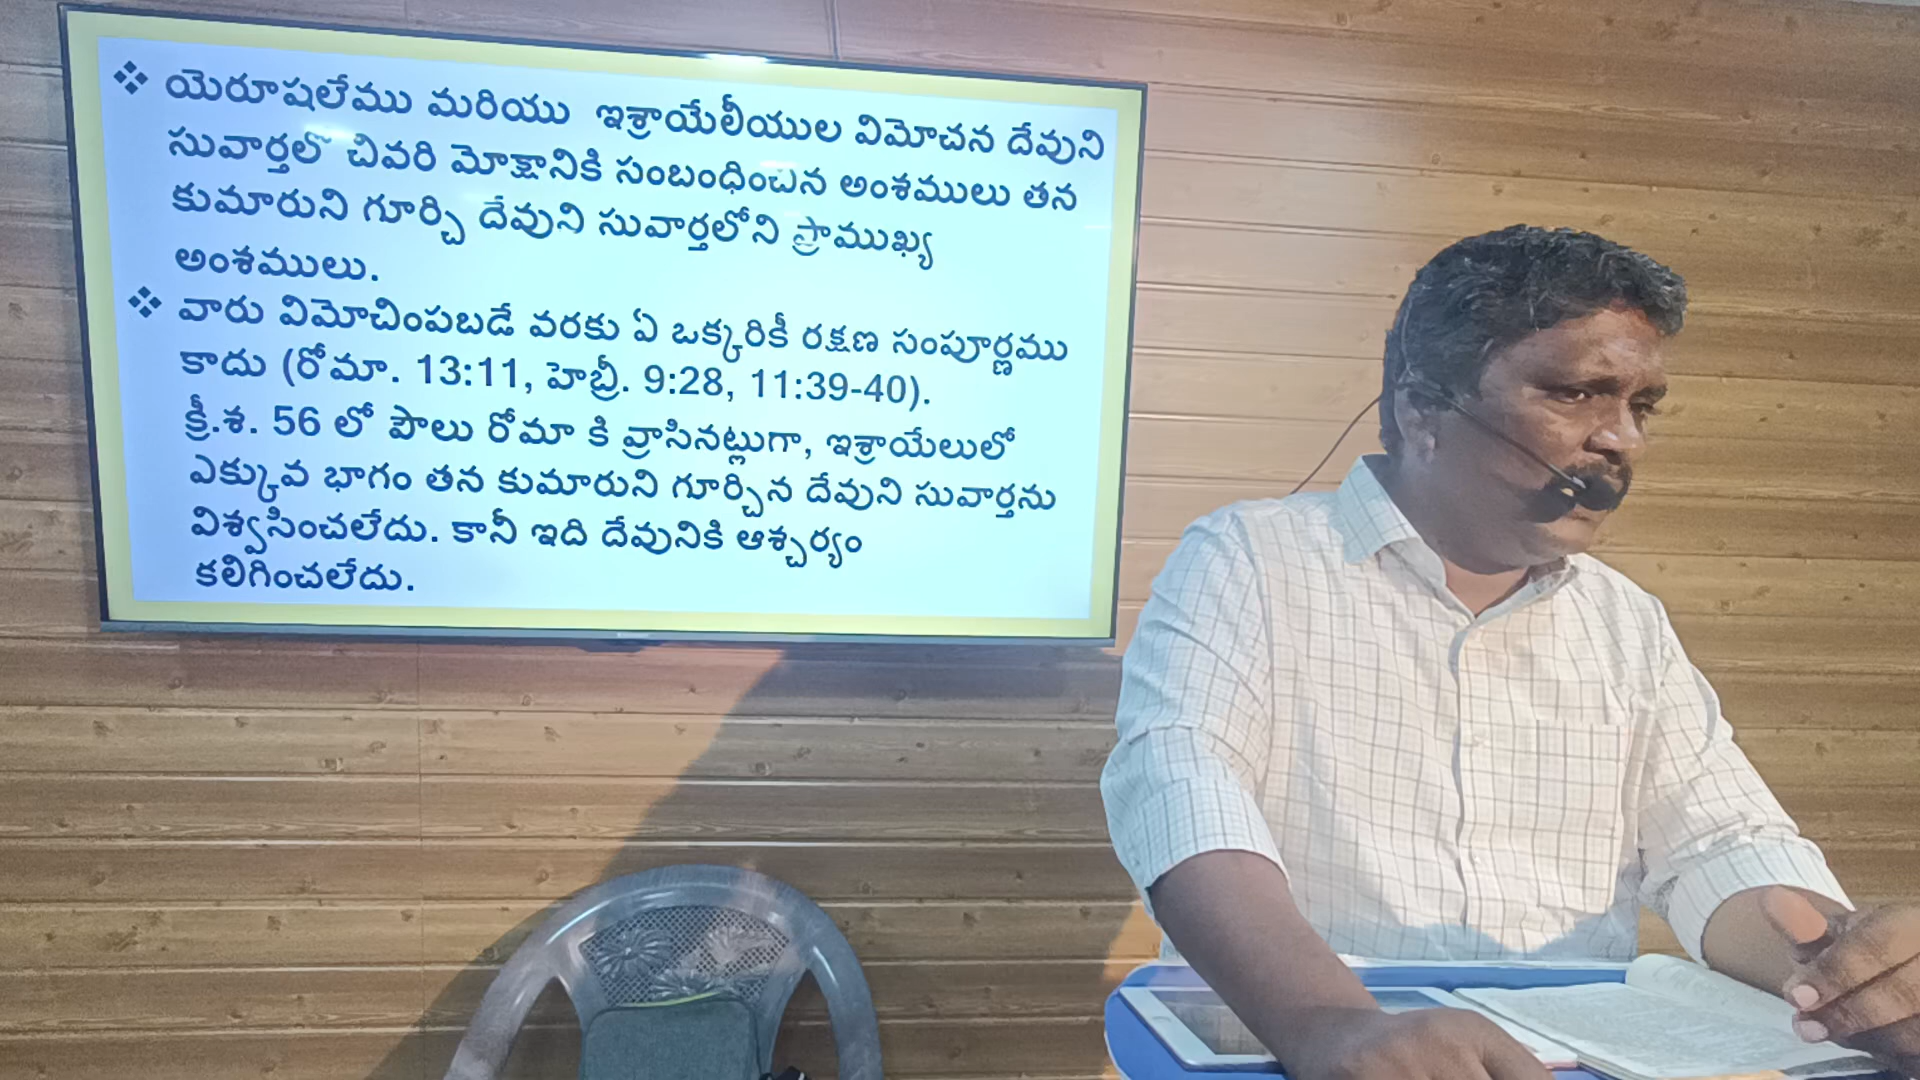 ❖ యెరూషలేము మరియు ఇశ్రాయేలీయుల విమోచన దేవుని
సువార్తలో చివరి మోక్షానికి సంబంధించిన అంశములు తన
కుమారుని గూర్చి దేవుని సువార్తలోని ప్రాముఖ్య
అంశములు.
❖ వారు విమోచింపబడే వరకు ఏ ఒక్కరికీ రక్షణ సంపూర్ణము
కాదు (రోమా. 13:11, హెబ్రీ. 9:28, 11:39-40).
క్రీ.శ. 56 లో పౌలు రోమా కి వ్రాసినట్లుగా, ఇశ్రాయేలులో
ఎక్కువ భాగం తన కుమారుని గూర్చిన దేవుని సువార్తను
విశ్వసించలేదు. కానీ ఇది దేవునికి ఆశ్చర్యం
కలిగించలేదు.